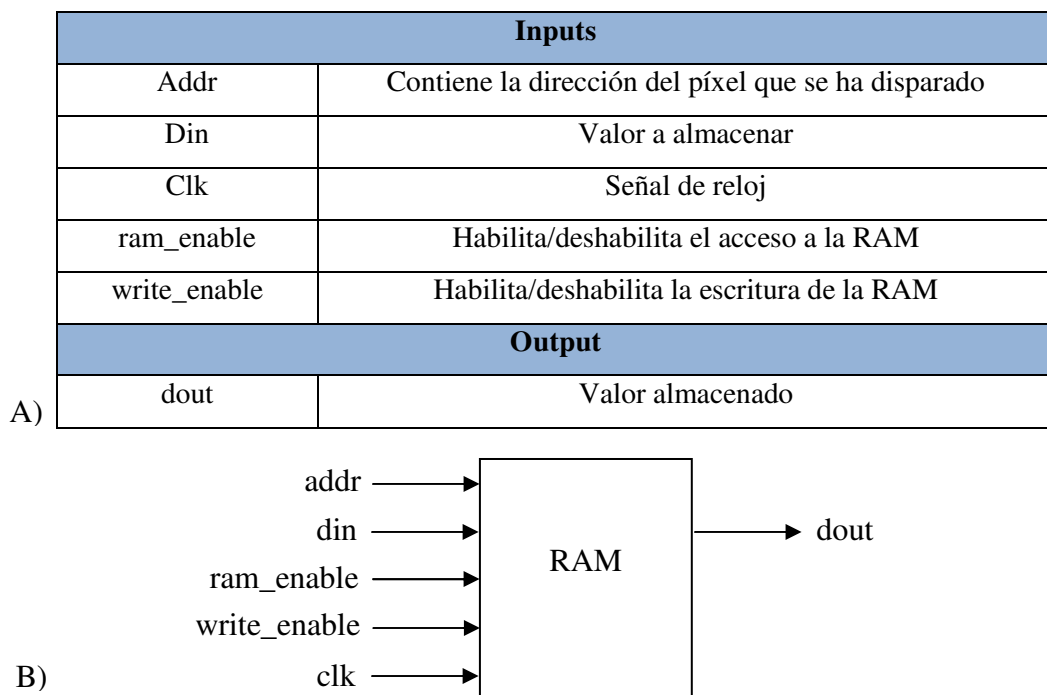 Inputs
Addr Contiene la dirección del píxel que se ha disparado
Din Valor a almacenar
Clk Señal de reloj
ram_enable Habilita/deshabilita el acceso a la RAM
write_enable Habilita/deshabilita la escritura de la RAM
Output
dout Valor almacenado
A)
addr
din
ram_enable
write_enable
clk
RAM
dout
B)